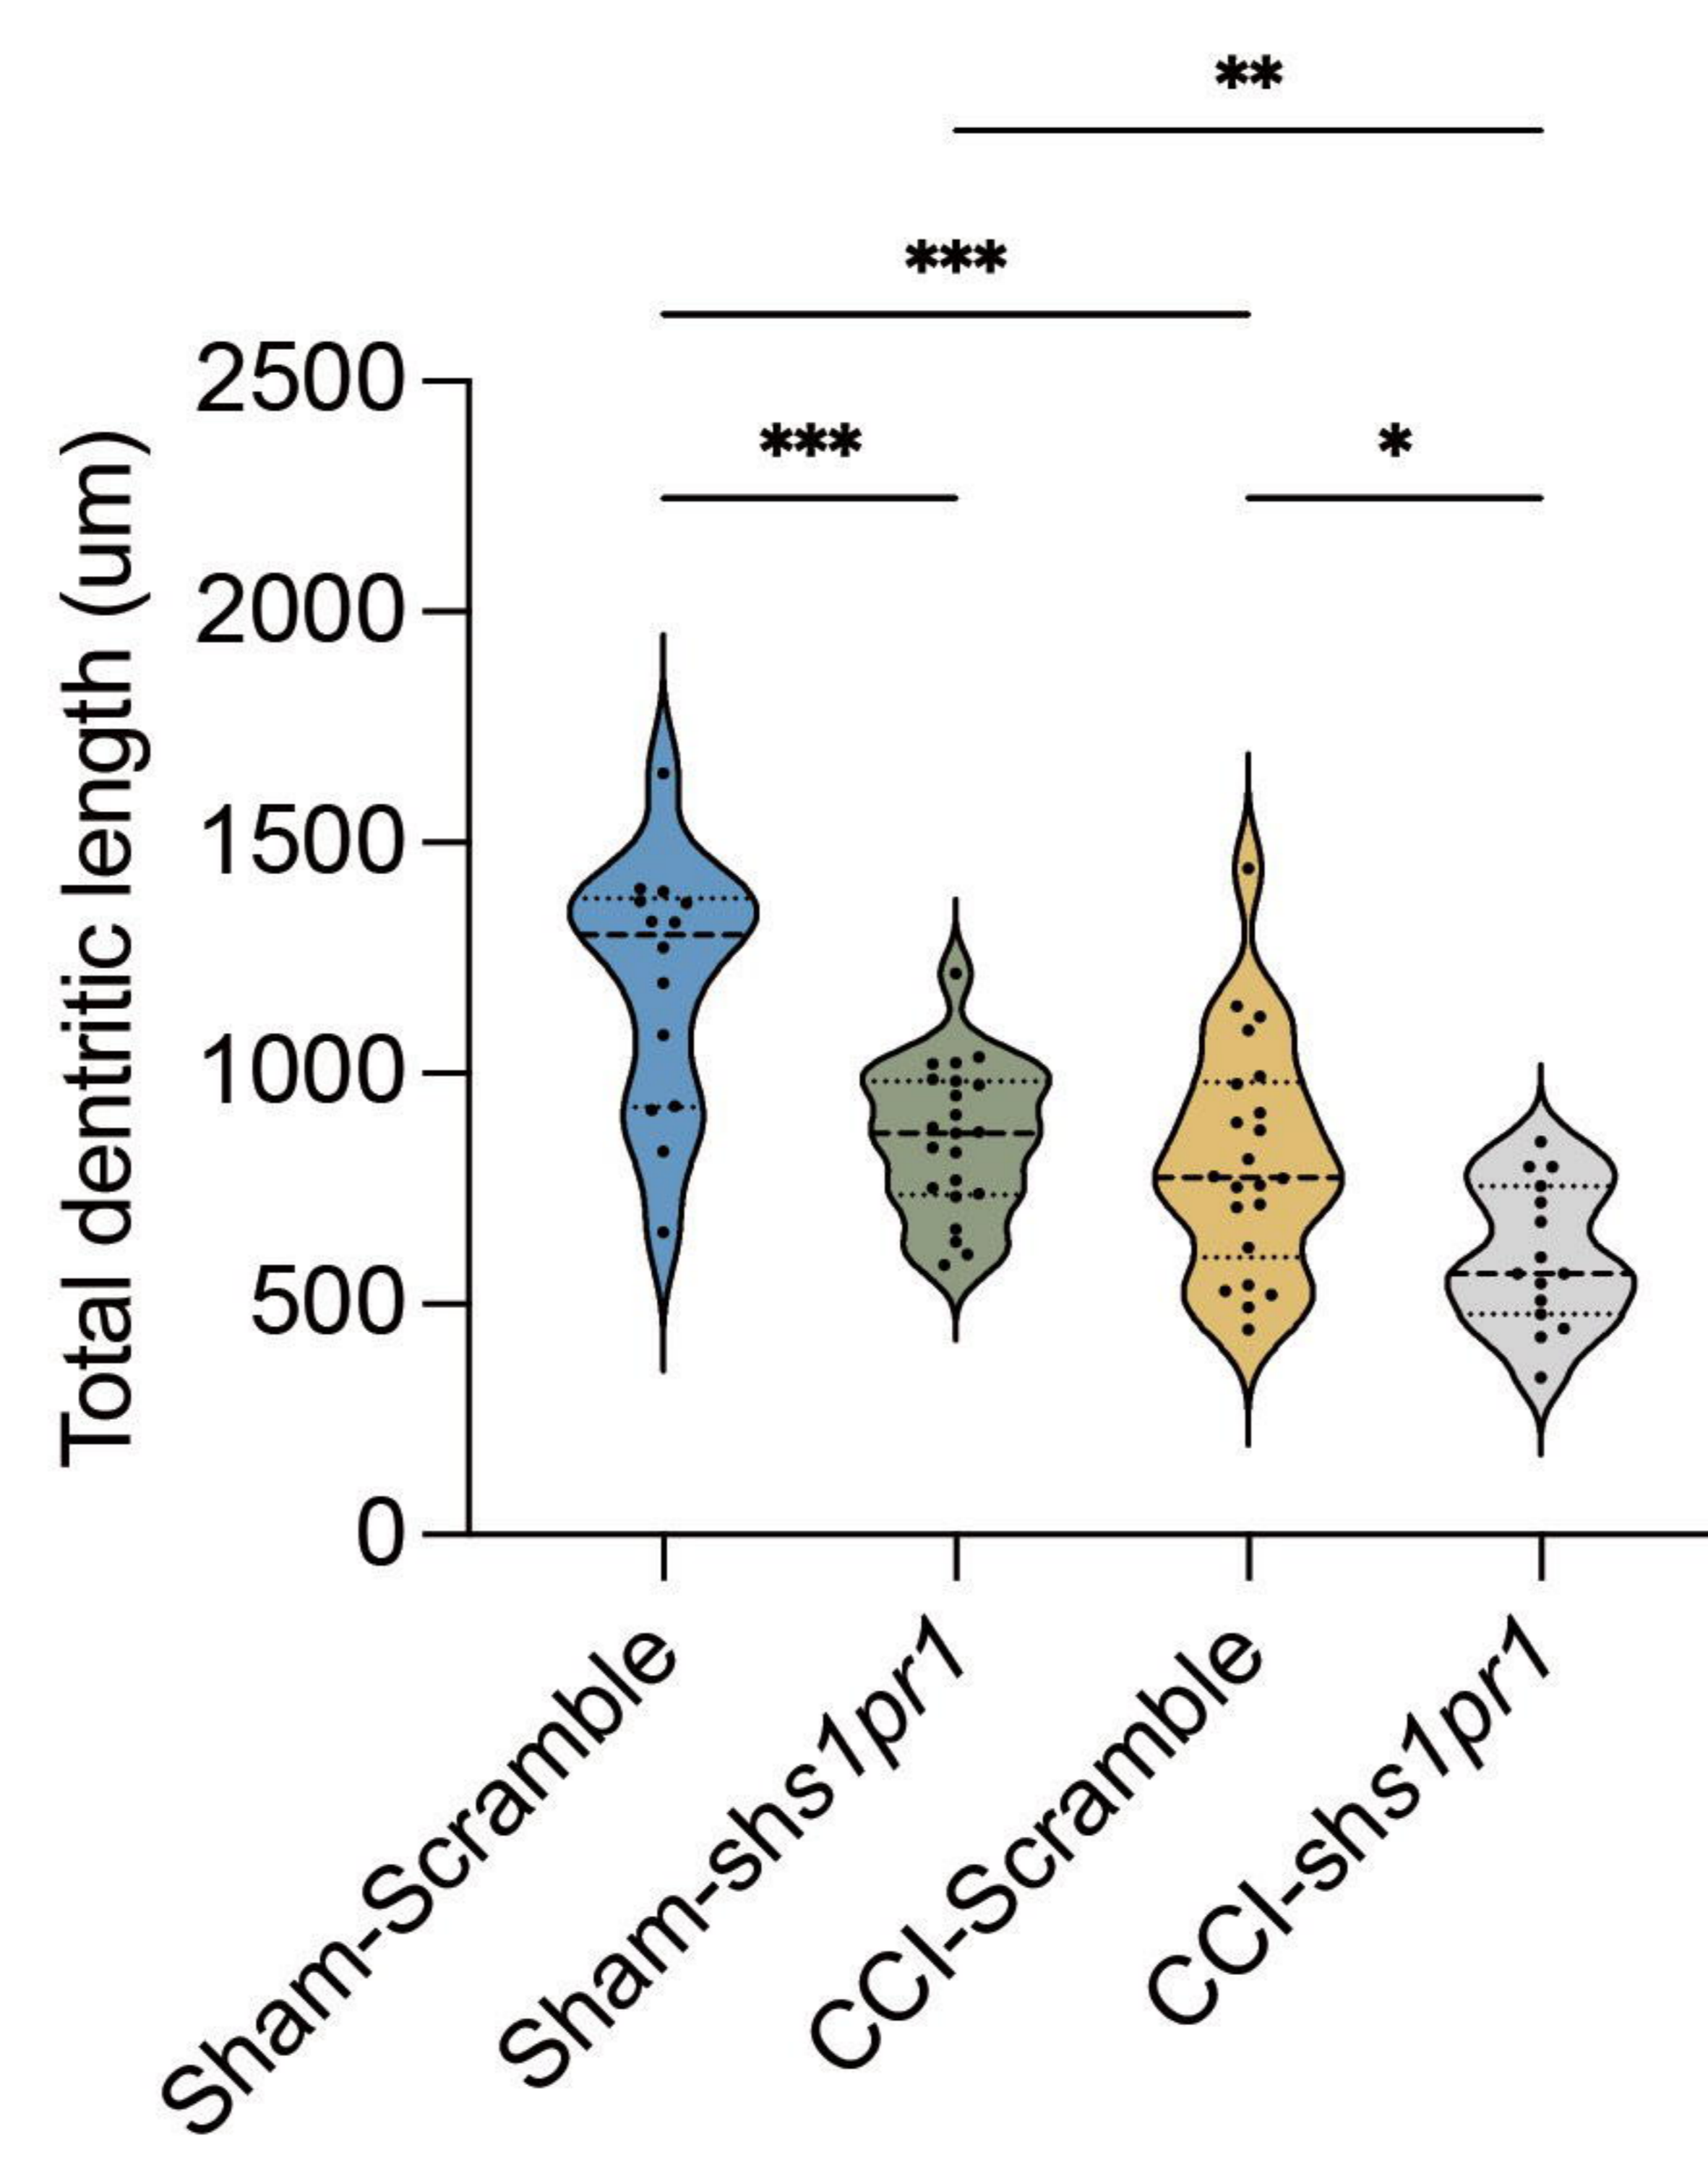 **
***
*** *
Total dentritic length (um)
2500
2000
1500
1000
500
0
Sham-Scramble
Sham-shs1pr1
CCI-Scramble
CCI-shs1pr1